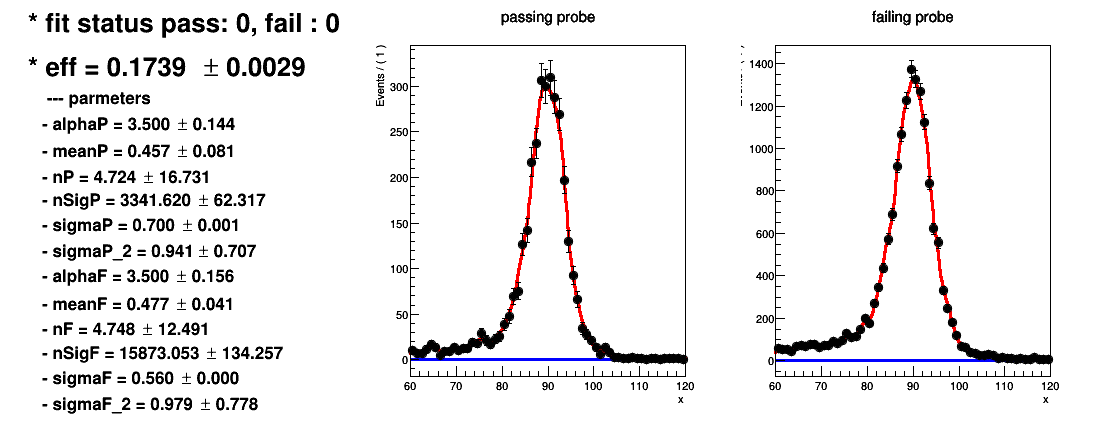 * fit status pass: 0, fail : 0
* eff = 0.1739 ± 0.0029
--- parmeters
- alphaP = 3.500 ± 0.144
- meanP = 0.457 ± 0.081
- nP = 4.724 ± 16.731
- nSigP = 3341.620 ± 62.317
- sigmaP = 0.700 ± 0.001
- sigmaP_2 = 0.941 ± 0.707
- alphaF = 3.500 ± 0.156
- meanF = 0.477 ± 0.041
- nF = 4.748 ± 12.491
- nSigF = 15873.053 ± 134.257
- sigmaF = 0.560 ± 0.000
- sigmaF_2 = 0.979 ± 0.778
passing probe
Events / ( 1 )
300
250
200
150
100
50
0
60 70 80 90 100 110 120
x
failing probe
1400
1200
1000
800
600
400
200
0
60 70 80 90 100 110 120
x